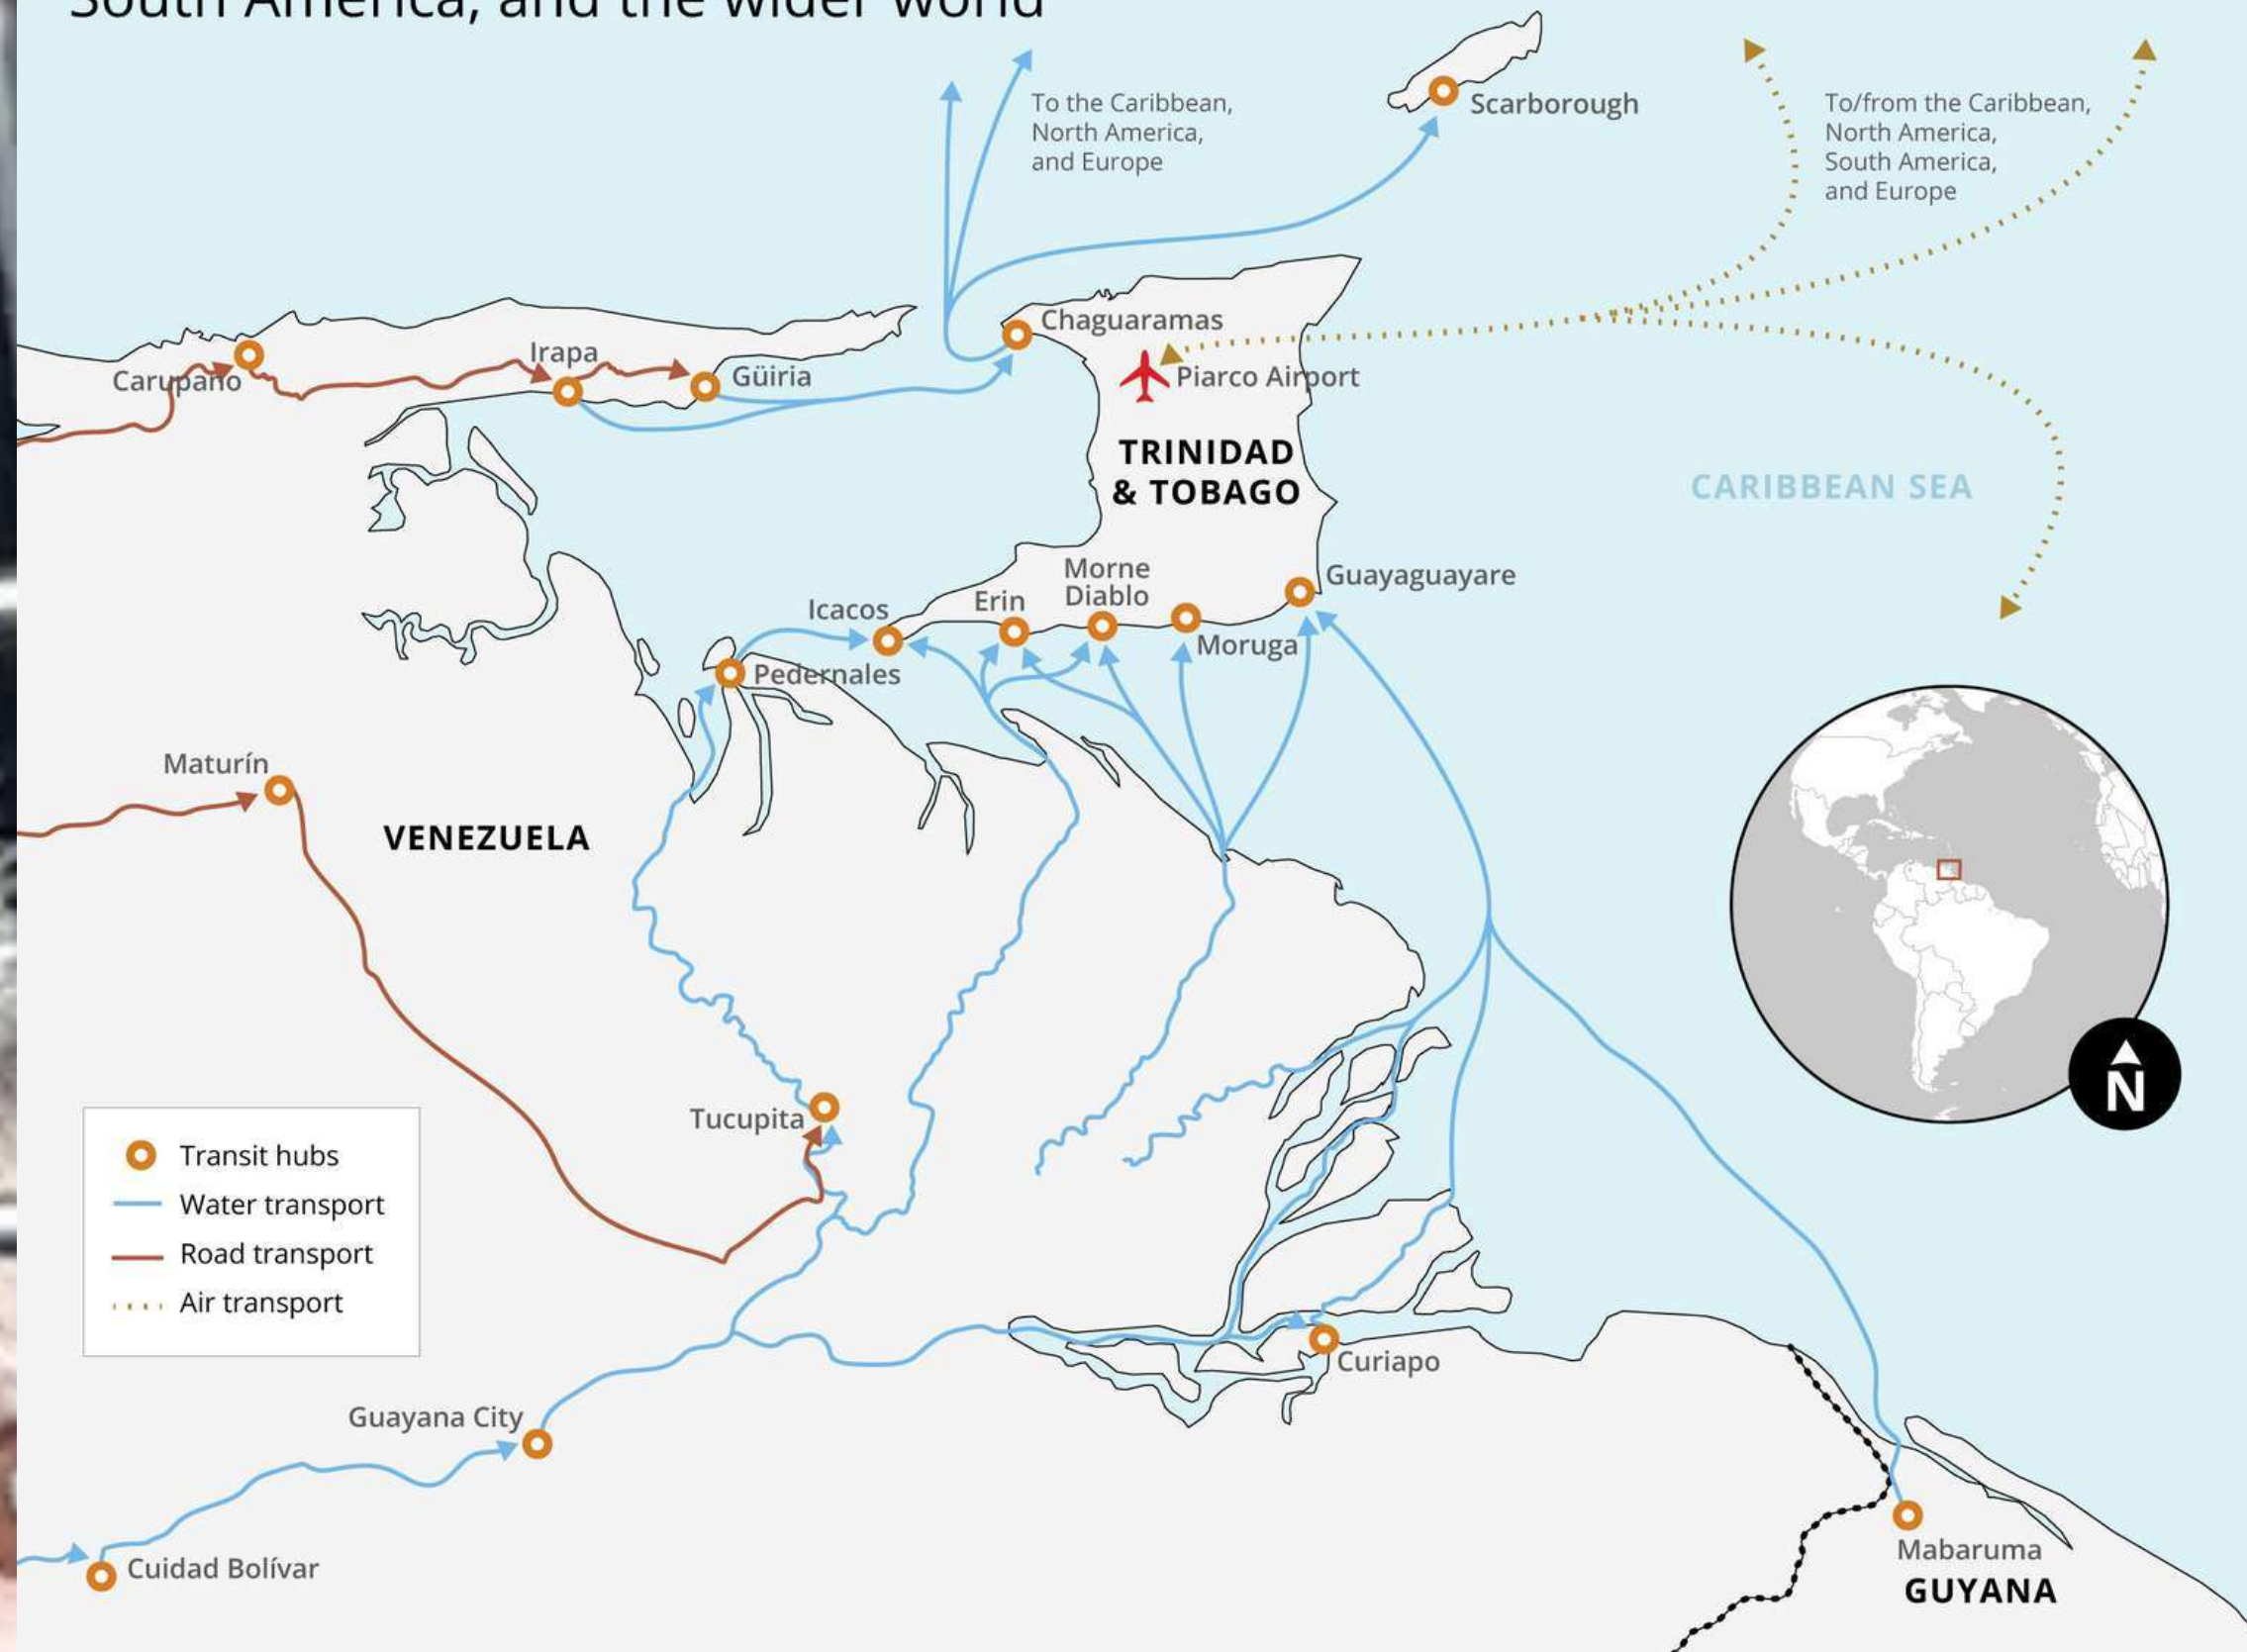 South America, and the wider world
To the Caribbean,
North America,
and Europe
Scarborough
To/from the Caribbean,
North America,
South America,
and Europe
Chaguaramas
Irapa
Carupano
Güiria
Piarco Airport
TRINIDAD
& TOBAGO
CARIBBEAN SEA
Morne
Diablo
Guayaguayare
Icacos
Erin
Moruga
Pedernales
Maturín
VENEZUELA
N
Tucupita
Transit hubs
Water transport
Road transport
Air transport
Curiapo
Guayana City
Cuidad Bolívar
Mabaruma
GUYANA